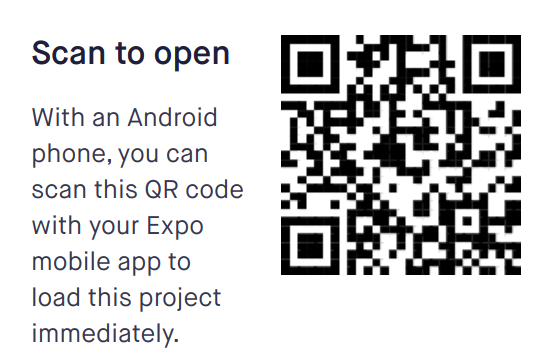 Scan to open
With an Android
phone, you can
scan this QR code
with your Expo
mobile app to
load this project
immediately.